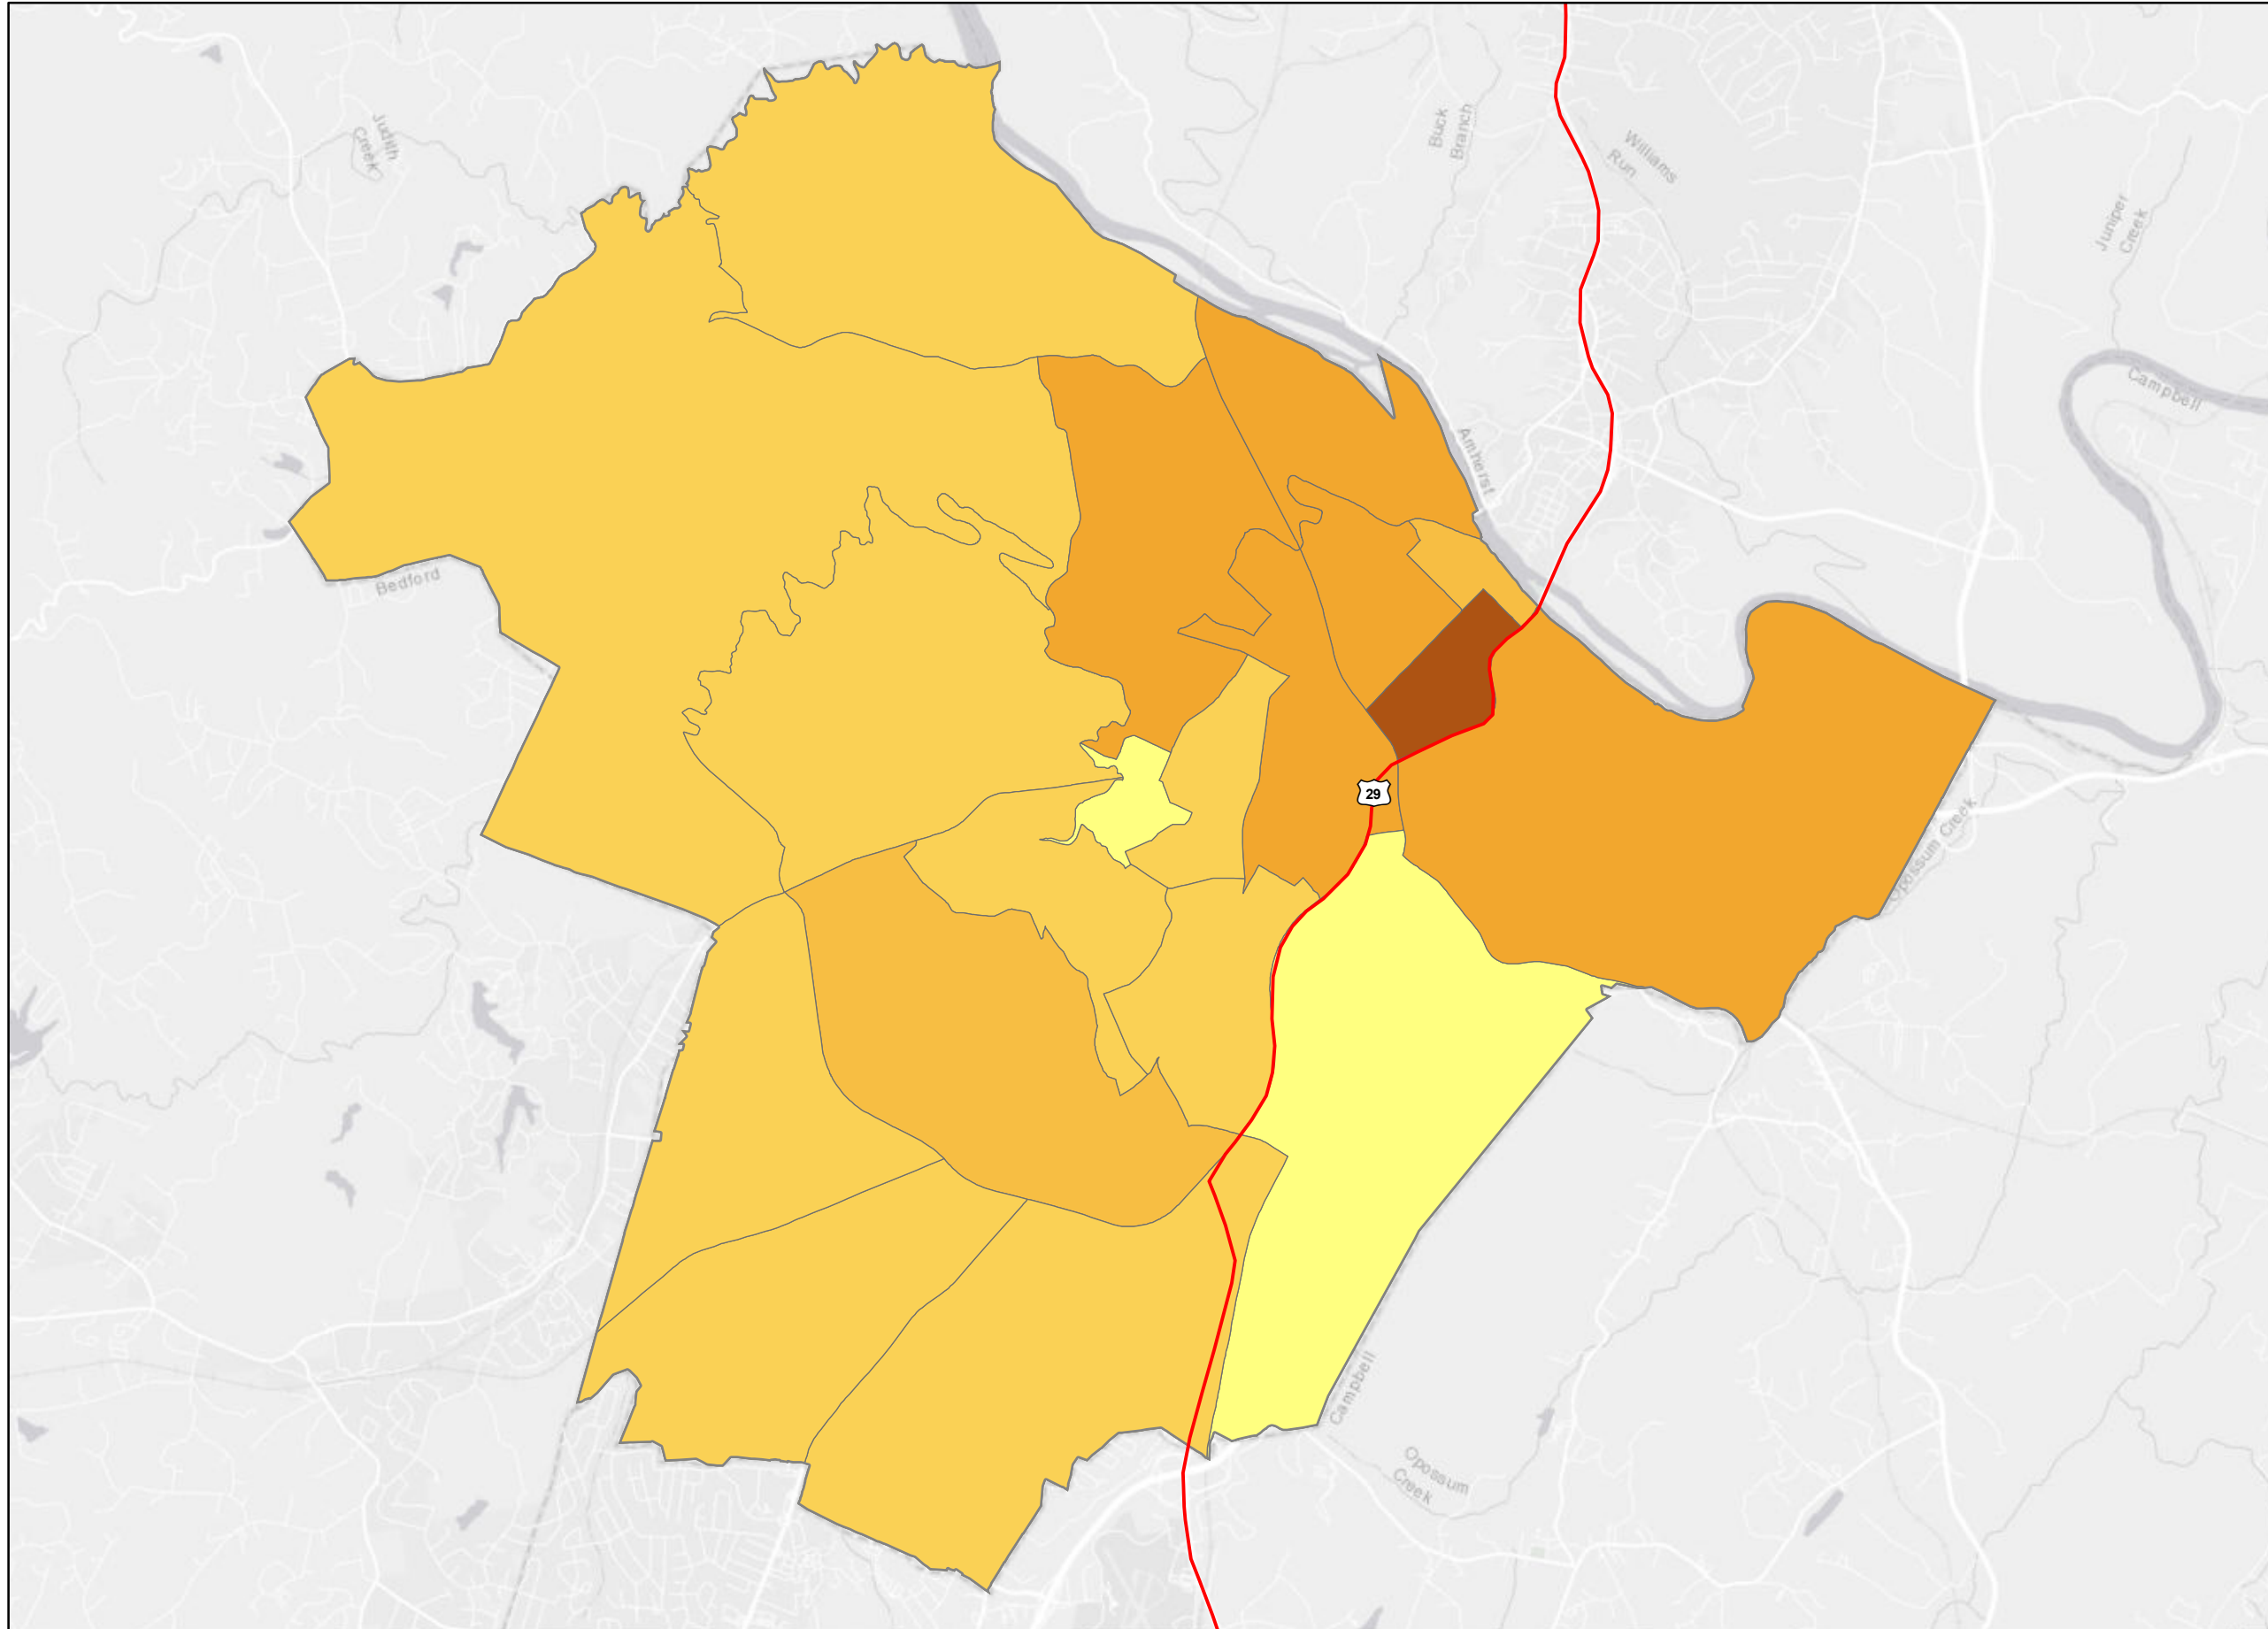 Judith
Creek
Buck
Branch
Williams
Run
Juniper
Creek
Campbell
Amherst
Bedford
29
Opossum Creek
Campbell
Opossum
Creek